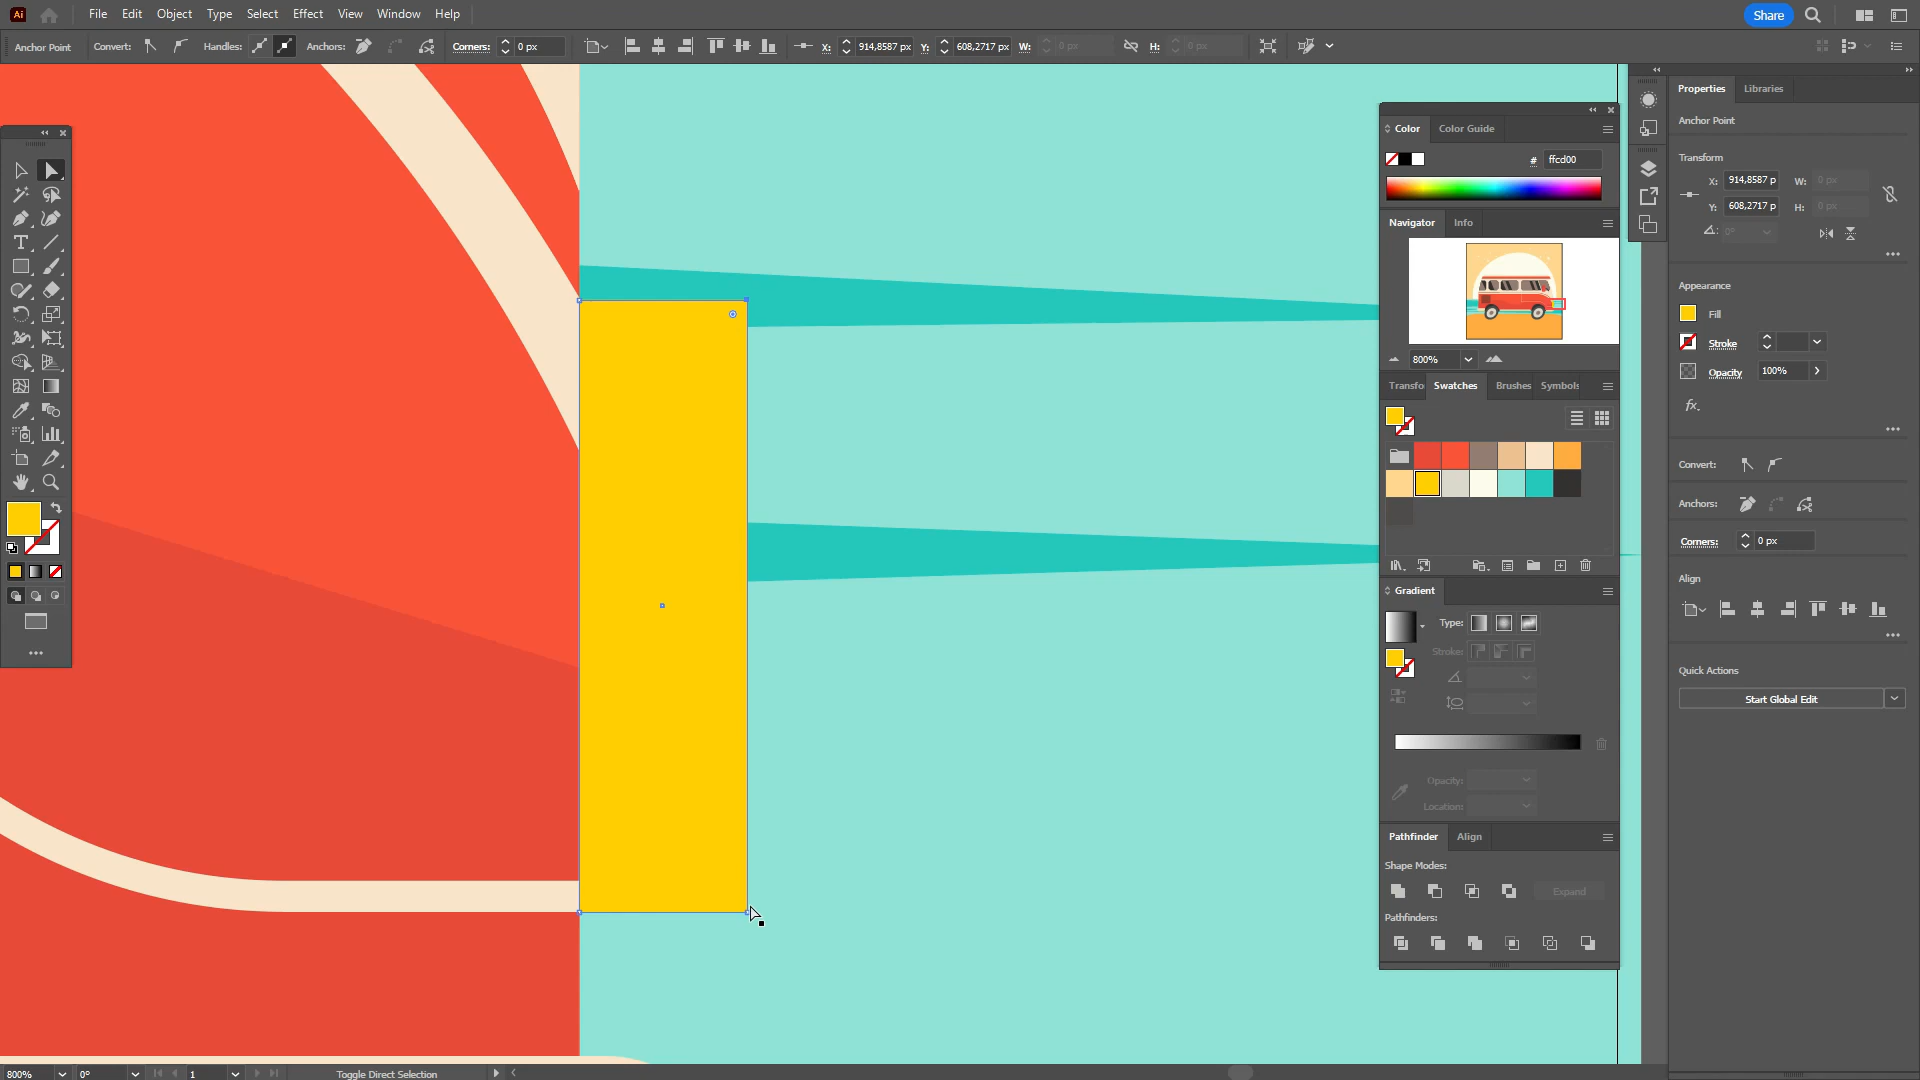 Ai File Edit Object Type Select Effect View Window Help Share
Anchor Point Convert: Handles: Anchors: Corners: 0 px X: 914,8587 px Y: 608,2717 px W: 0 px H: 0 px
Properties Libraries
Anchor Point
Transform
X: 914,8587 p W: 0 px
Y: 608,2717 p H: 0 px
0°
Appearance
Fill
Stroke
Opacity 100%
fx.
Convert:
Anchors:
Corners: 0 px
Align
Quick Actions
Start Global Edit
Color Color Guide
# ffcd00
Navigator Info
800%
Transfo Swatches Brushes Symbols
Gradient
Type:
Stroke:
Opacity:
Location:
Pathfinder Align
Shape Modes:
Expand
Pathfinders:
800% 0° 1 Toggle Direct Selection